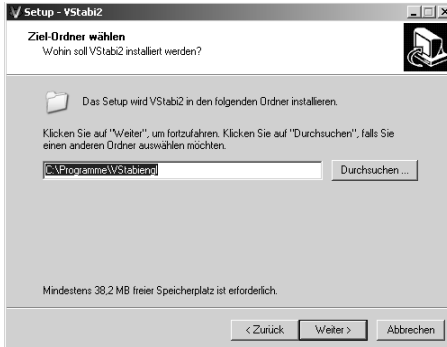 Setup - VStabi2
Ziel-Ordner wählen
Wohin soll VStabi2 installiert werden?
Das Setup wird VStabi2 in den folgenden Ordner installieren.
Klicken Sie auf "Weiter", um fortzufahren. Klicken Sie auf "Durchsuchen", falls Sie
einen anderen Ordner auswählen möchten.
C:\Programme\VStabiengl
Durchsuchen ...
Mindestens 38,2 MB freier Speicherplatz ist erforderlich.
< Zurück
Weiter >
Abbrechen